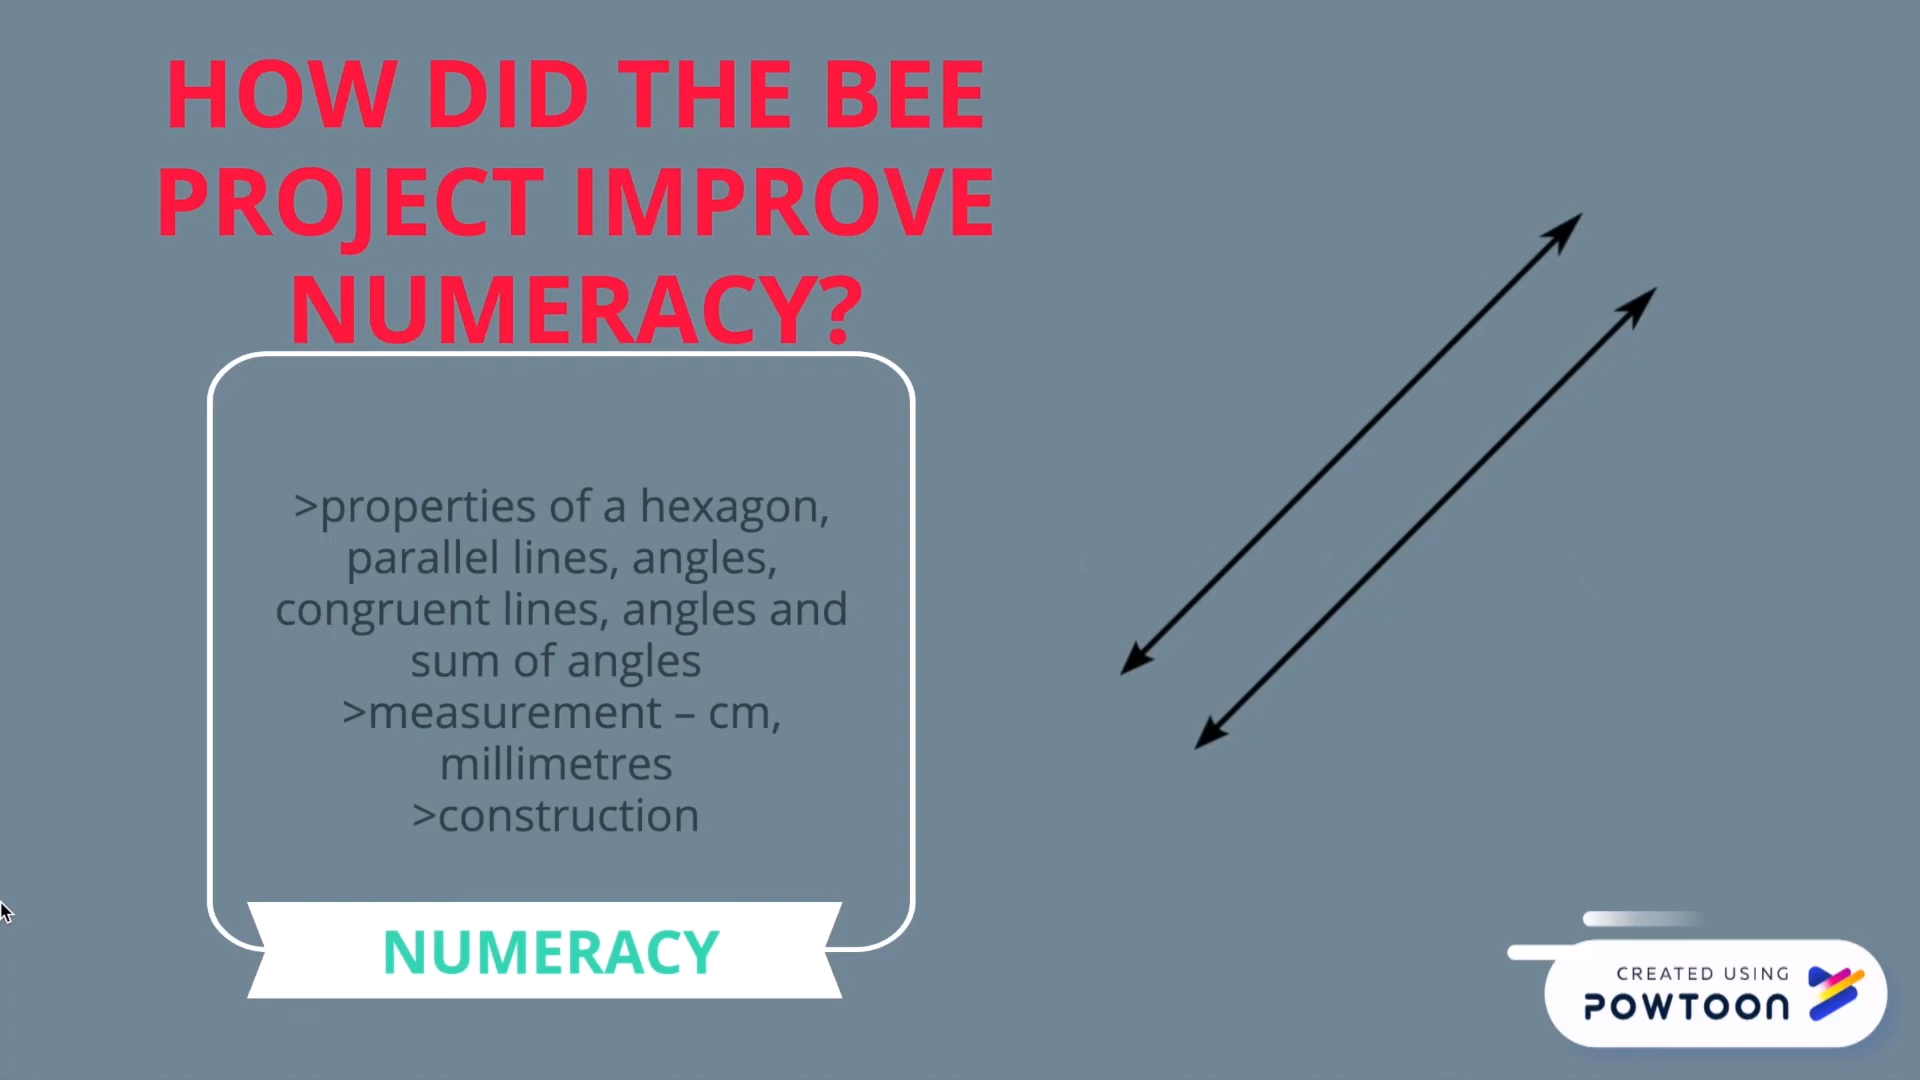 HOW DID THE BEE
PROJECT IMPROVE
NUMERACY?
>properties of a hexagon,
parallel lines, angles,
congruent lines, angles and
sum of angles
>measurement – cm,
millimetres
>construction
NUMERACY
CREATED USING
POWTOON